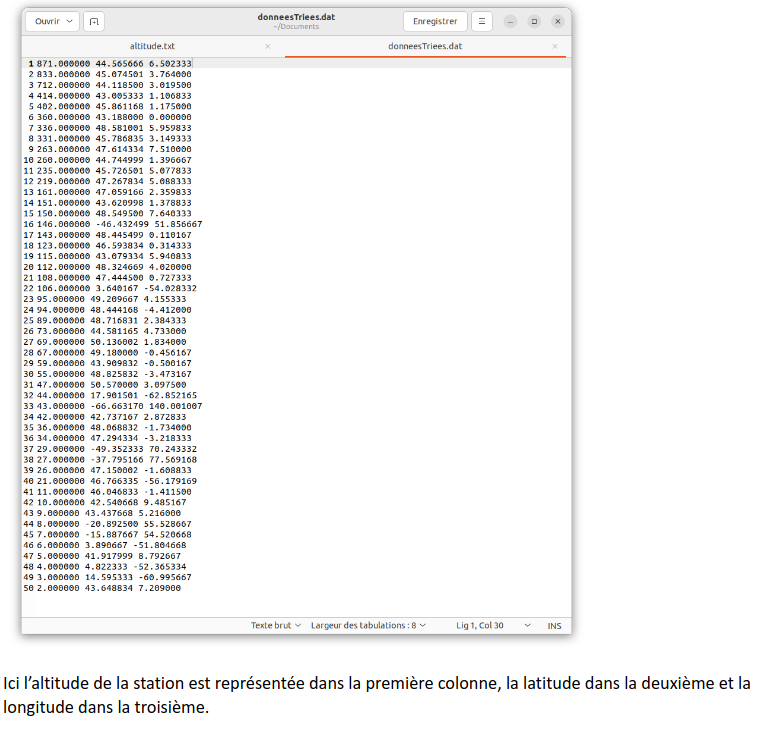 Ouvrir
donneesTriees.dat
~/Documents
Enregistrer
altitude.txt
donneesTriees.dat
1 871.000000 44.565666 6.502333
2 833.000000 45.074501 3.764000
3 712.000000 44.118500 3.019500
4 414.000000 43.005333 1.106833
5 402.000000 45.861168 1.175000
6 360.000000 43.188000 0.000000
7 336.000000 48.581001 5.959833
8 331.000000 45.786835 3.149333
9 263.000000 47.614334 7.510000
10 260.000000 44.744999 1.396667
11 235.000000 45.726501 5.077833
12 219.000000 47.267834 5.088333
13 161.000000 47.059166 2.359833
14 151.000000 43.620998 1.378833
15 150.000000 48.549500 7.640333
16 146.000000 -46.432499 51.856667
17 143.000000 48.445499 0.110167
18 123.000000 46.593834 0.314333
19 115.000000 43.079334 5.940833
20 112.000000 48.324669 4.020000
21 108.000000 47.444500 0.727333
22 106.000000 3.640167 -54.028332
23 95.000000 49.209667 4.155333
24 94.000000 48.444168 -4.412000
25 89.000000 48.716831 2.384333
26 73.000000 44.581165 4.733000
27 69.000000 50.136002 1.834000
28 67.000000 49.180000 -0.456167
29 59.000000 43.909832 -0.500167
30 55.000000 48.825832 -3.473167
31 47.000000 50.570000 3.097500
32 44.000000 17.901501 -62.852165
33 43.000000 -66.663170 140.001007
34 42.000000 42.737167 2.872833
35 36.000000 48.068832 -1.734000
36 34.000000 47.294334 -3.218333
37 29.000000 -49.352333 70.243332
38 27.000000 -37.795166 77.569168
39 26.000000 47.150002 -1.608833
40 21.000000 46.766335 -56.179169
41 11.000000 46.046833 -1.411500
42 10.000000 42.540668 9.485167
43 9.000000 43.437668 5.216000
44 8.000000 -20.892500 55.528667
45 7.000000 -15.887667 54.520668
46 6.000000 3.890667 -51.804668
47 5.000000 41.917999 8.792667
48 4.000000 4.822333 -52.365334
49 3.000000 14.595333 -60.995667
50 2.000000 43.648834 7.209000
Texte brut Largeur des tabulations : 8 Lig 1, Col 30 INS
Ici l’altitude de la station est représentée dans la première colonne, la latitude dans la deuxième et la
longitude dans la troisième.